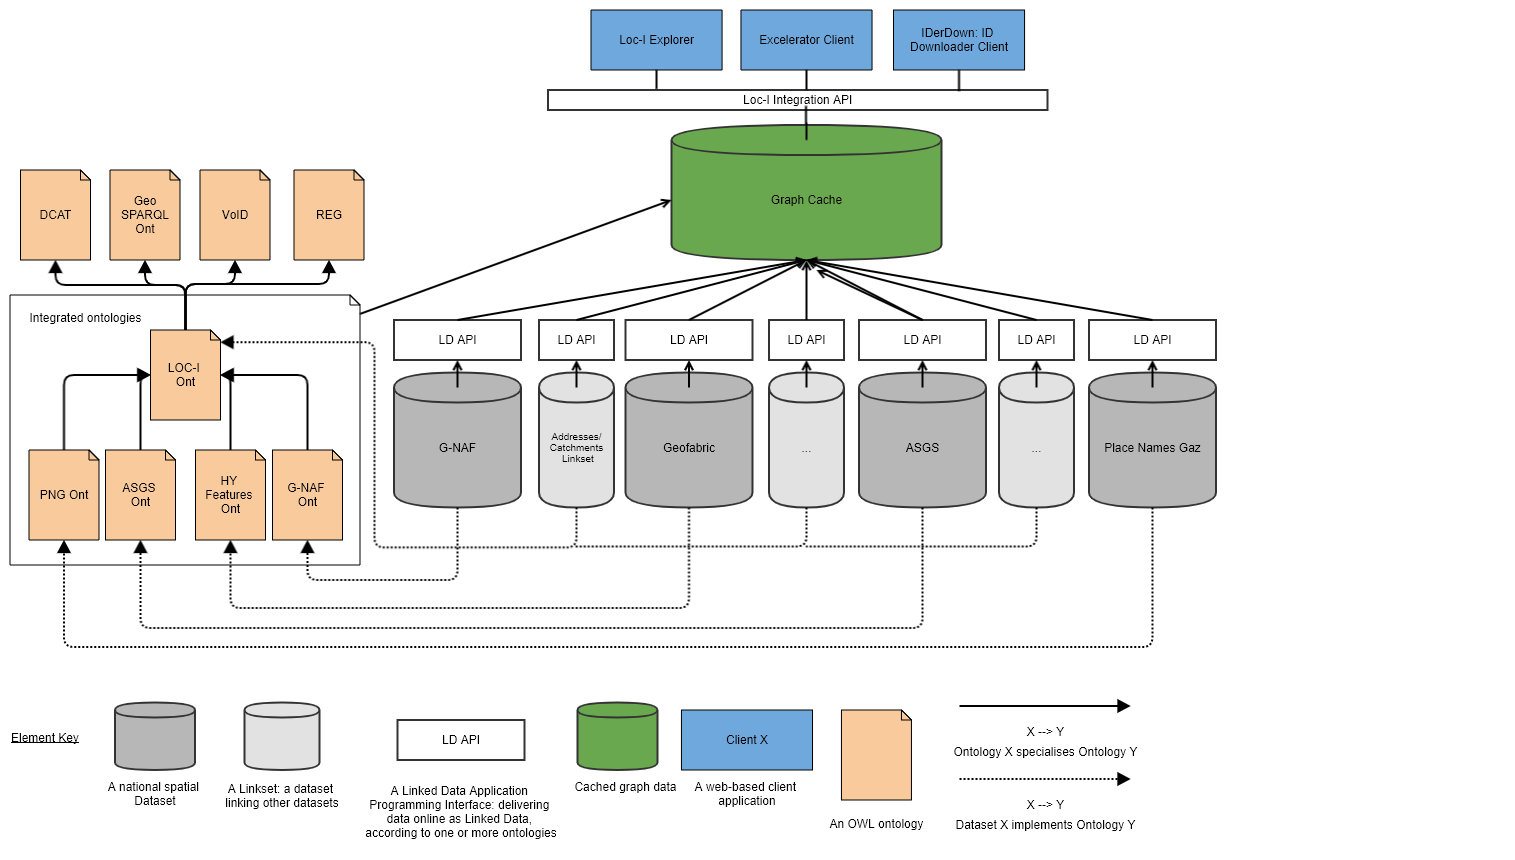 Loc-I Explorer
Excelerator Client
IDerDown: ID
Downloader Client
Loc-I Integration API
Graph Cache
DCAT
Geo
SPARQL
Ont
VoID
REG
Integrated ontologies
LOC-I
Ont
PNG Ont
ASGS
Ont
HY
Features
Ont
G-NAF
Ont
LD API
LD API
LD API
LD API
LD API
LD API
LD API
G-NAF
Addresses/
Catchments
Linkset
Geofabric
...
ASGS
...
Place Names Gaz
Element Key
A national spatial
Dataset
A Linkset: a dataset
linking other datasets
LD API
A Linked Data Application
Programming Interface: delivering
data online as Linked Data,
according to one or more ontologies
Cached graph data
Client X
A web-based client
application
An OWL ontology
X --> Y
Ontology X specialises Ontology Y
X --> Y
Dataset X implements Ontology Y